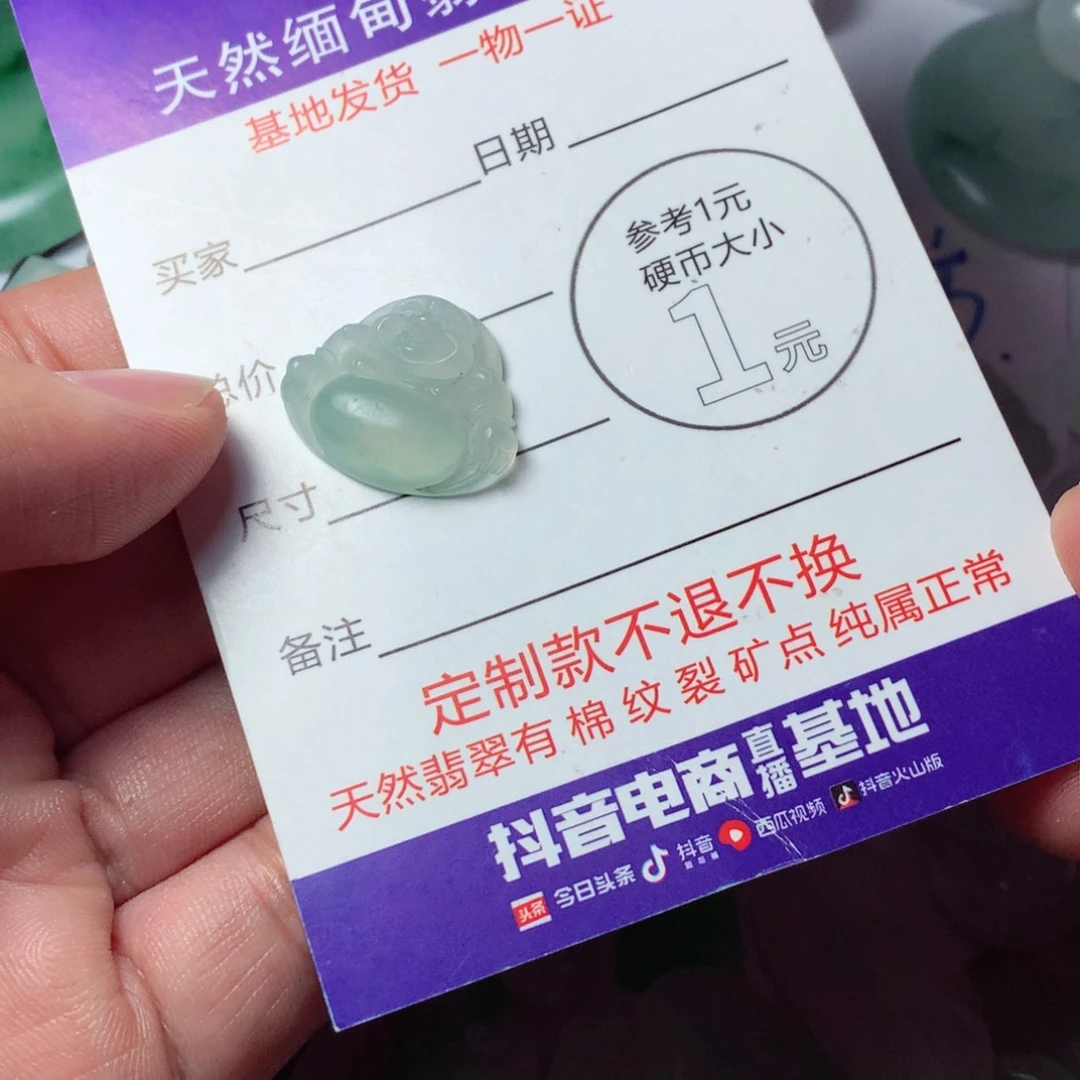 天然缅甸翡
基地发货 一物一证
日期
买家
参考1元
硬币大小
1元
总价
尺寸
备注
定制款不退不换
天然翡翠有 棉 纹 裂 矿点 纯属正常
抖音电商直播基地
头条 今日头条 抖音 西瓜视频 抖音火山版